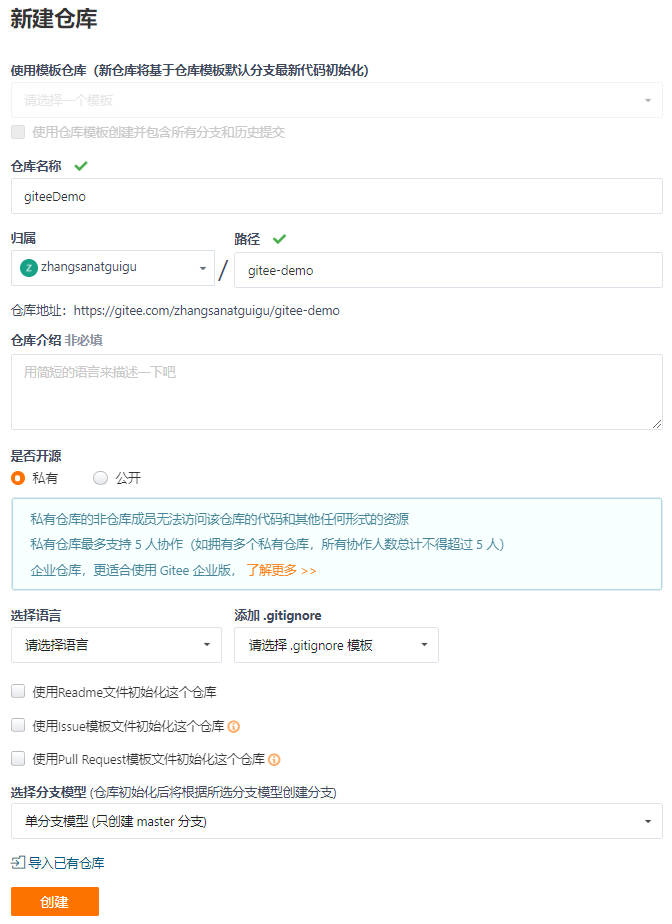 新建仓库
使用模板仓库（新仓库将基于仓库模板默认分支最新代码初始化)
请选择一个模板
使用仓库模板创建并包含所有分支和历史提交
仓库名称
giteeDemo
归属
路径
Z zhangsanatguigu / gitee-demo
仓库地址：https://gitee.com/zhangsanatguigu/gitee-demo
仓库介绍 非必填
用简短的语言来描述一下吧
是否开源
私有 公开
私有仓库的非仓库成员无法访问该仓库的代码和其他任何形式的资源
私有仓库最多支持 5 人协作（如拥有多个私有仓库，所有协作人数总计不得超过 5 人）
企业仓库，更适合使用 Gitee 企业版， 了解更多 >>
选择语言 添加 .gitignore
请选择语言 请选择 .gitignore 模板
使用Readme文件初始化这个仓库
使用Issue模板文件初始化这个仓库
使用Pull Request模板文件初始化这个仓库
选择分支模型 (仓库初始化后将根据所选分支模型创建分支)
单分支模型 (只创建 master 分支)
导入已有仓库
创建